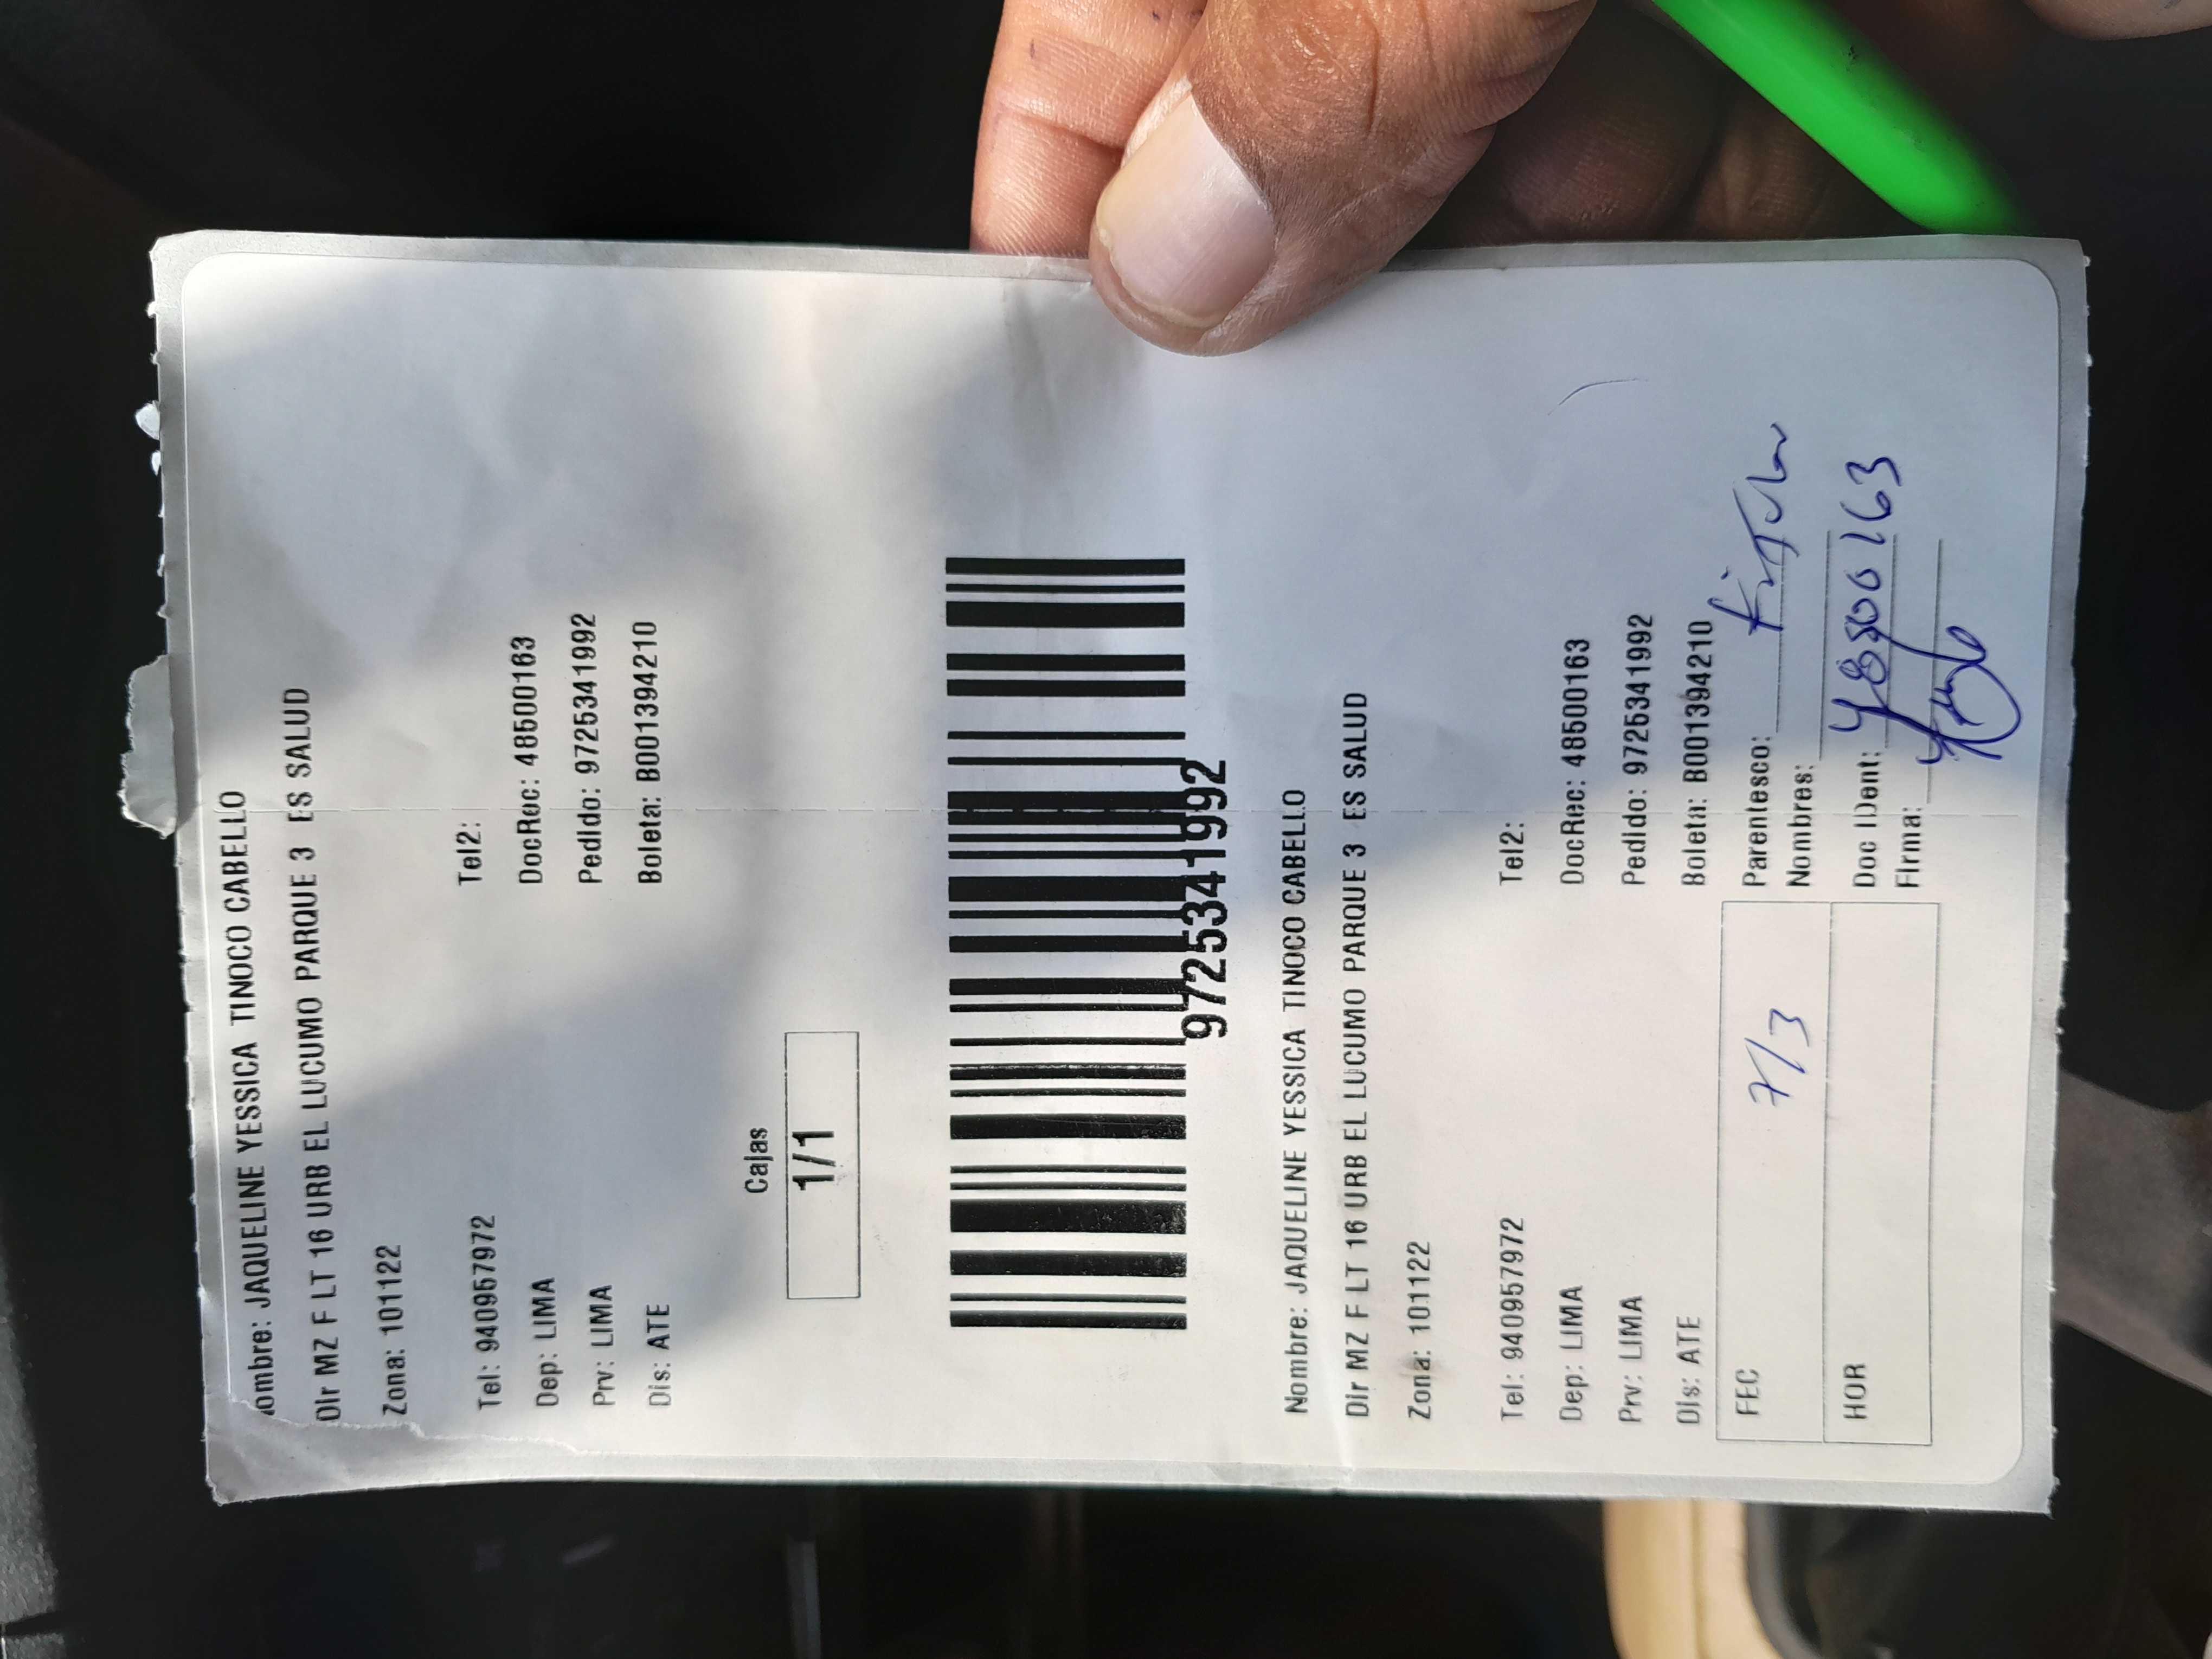 ombre: JAQUELINE YESSICA TINOCO CABELLO
Dir MZ F LT 16 URB EL LUCUMO PARQUE 3 ES SALUD
Zona: 101122
Tel: 940957972 Tel2:
Dep: LIMA DocRec: 48500163
Prv: LIMA Pedido: 9725341992
Dis: ATE Boleta: B001394210
Cajas
1/1
9725341992
Nombre: JAQUELINE YESSICA TINOCO CABELLO
Dir MZ F LT 16 URB EL LUCUMO PARQUE 3 ES SALUD
Zona: 101122
Tel: 940957972 Tel2:
Dep: LIMA DocRec: 48500163
Prv: LIMA Pedido: 9725341992
Dis: ATE Boleta: B001394210
FEC 7/3 Parentesco:
Nombres:
HOR Doc IDent: 48500163
Firma: